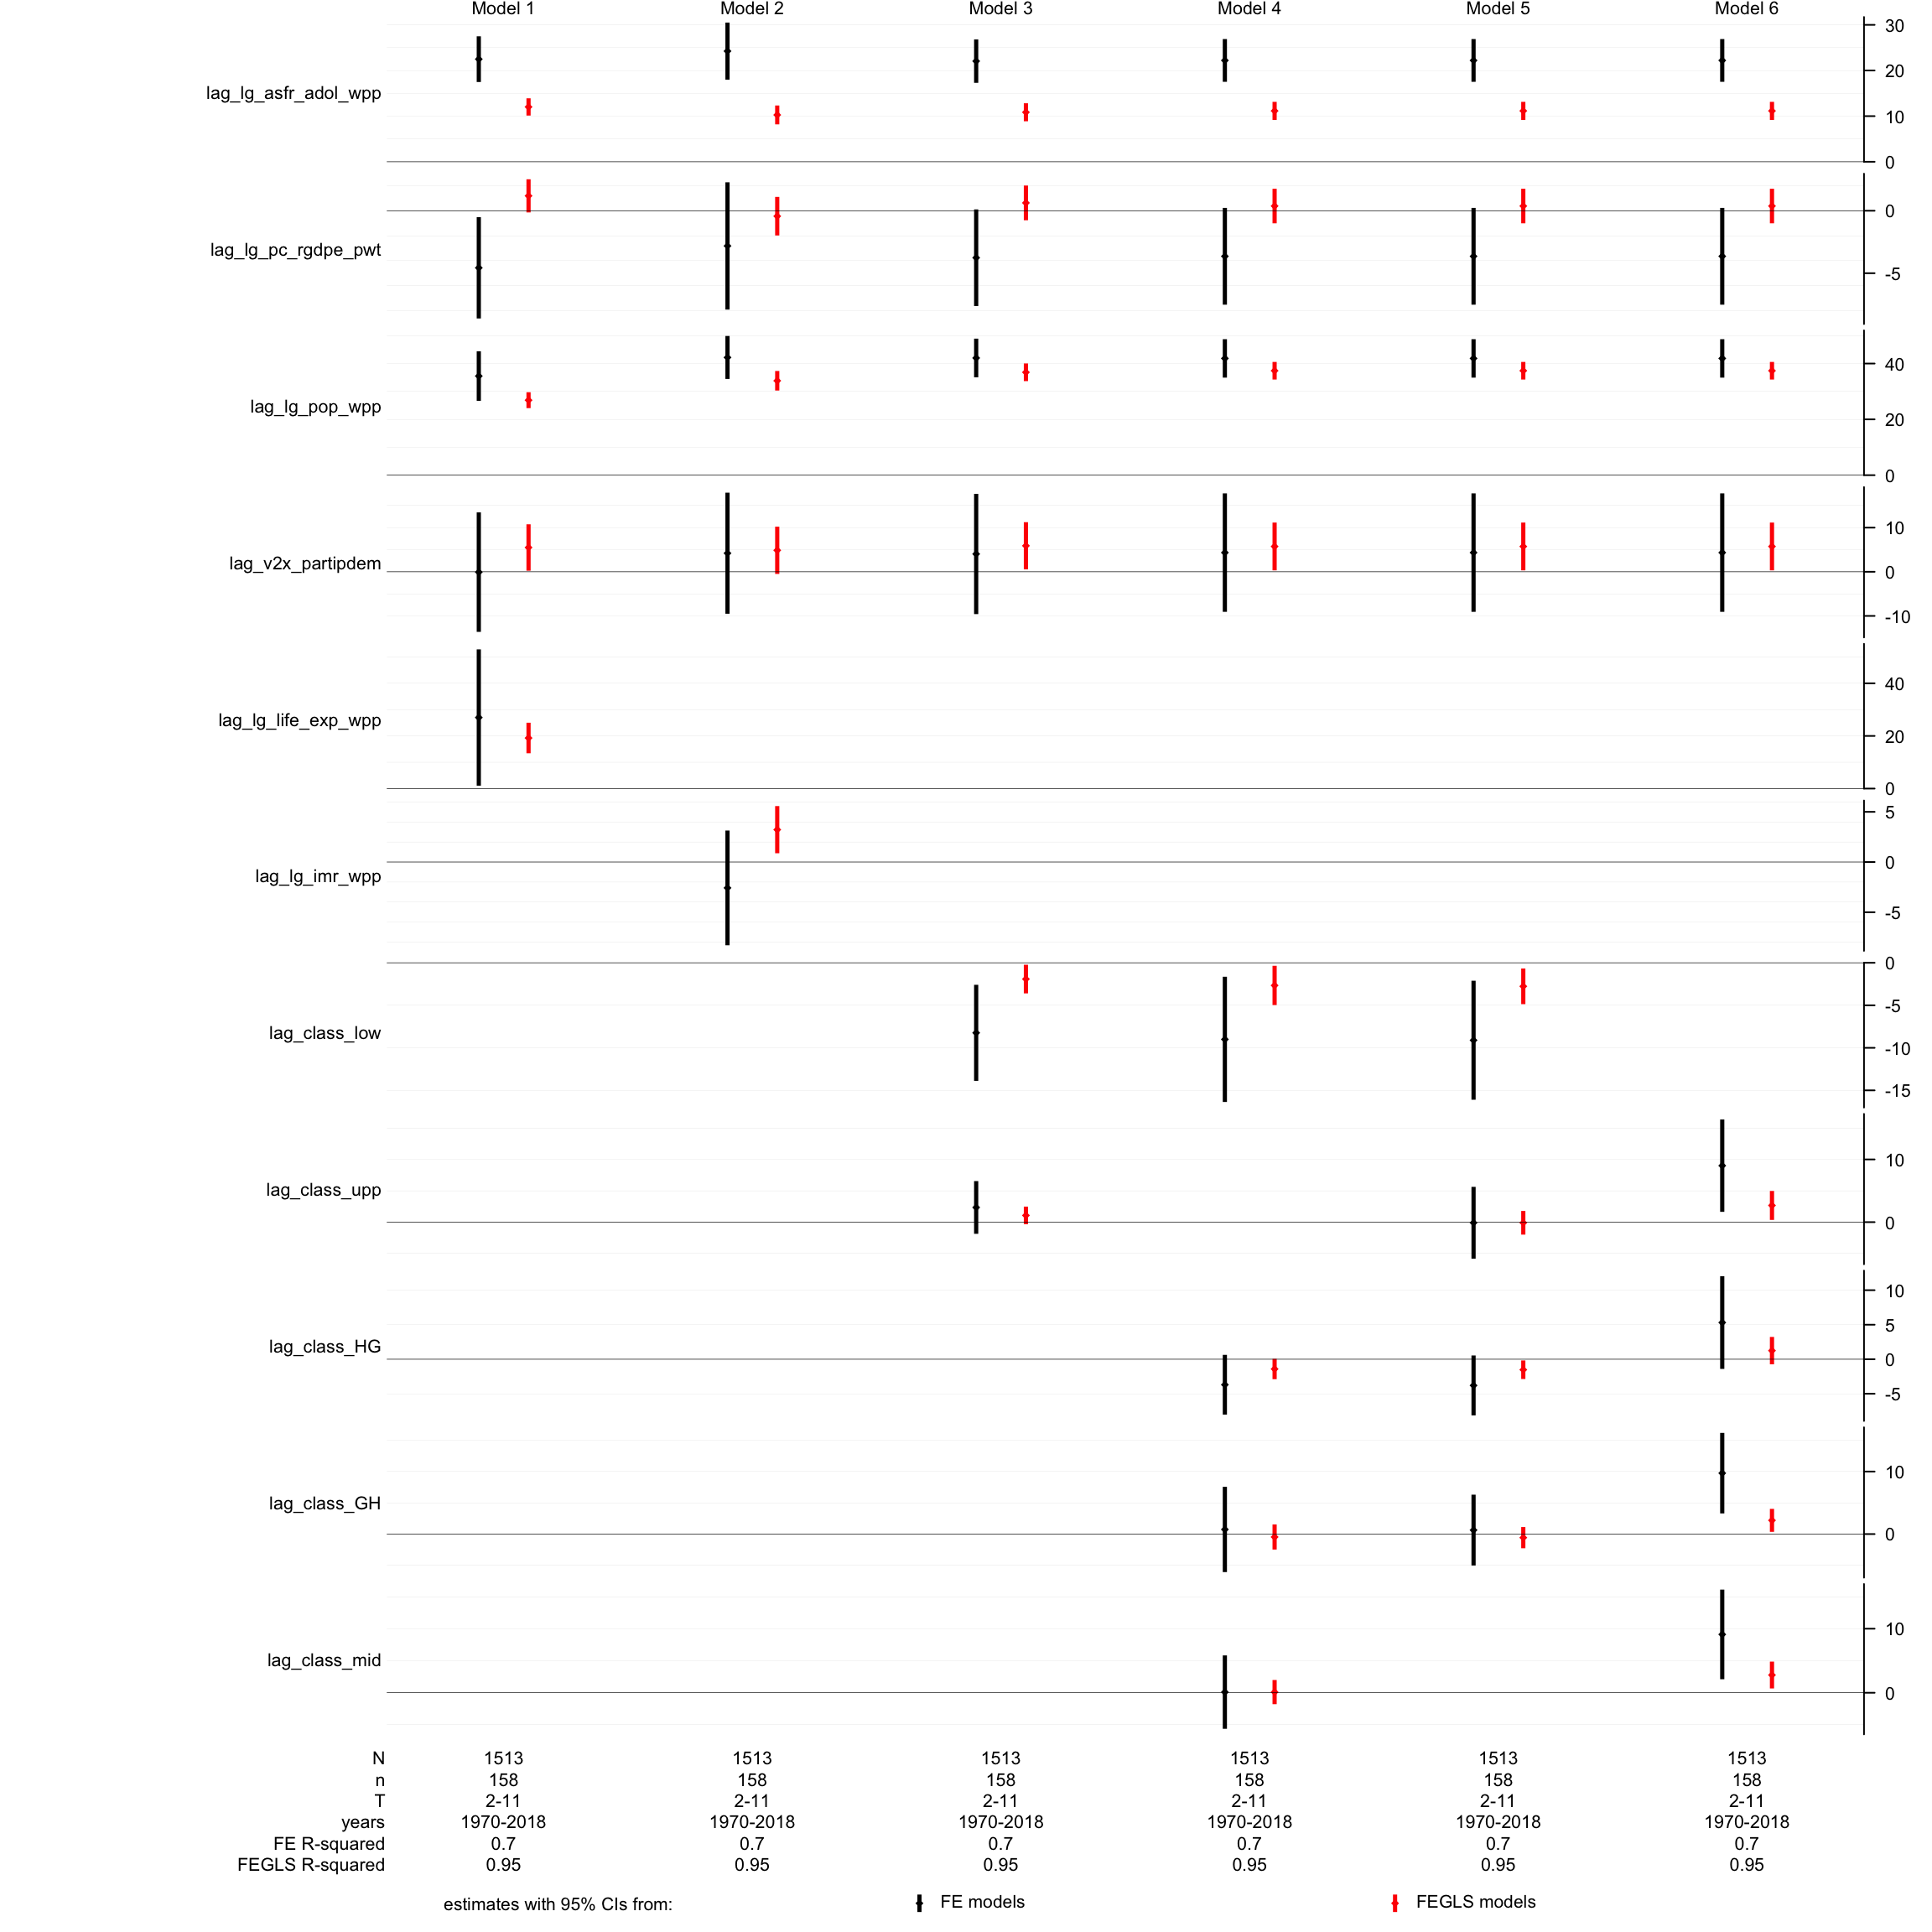 Model 1 Model 2 Model 3 Model 4 Model 5 Model 6
lag_lg_asfr_adol_wpp
30
20
10
0
lag_lg_pc_rgdpe_pwt
0
-5
lag_lg_pop_wpp
40
20
0
lag_v2x_partipdem
10
0
-10
lag_lg_life_exp_wpp
40
20
0
lag_lg_imr_wpp
5
0
-5
lag_class_low
0
-5
-10
-15
lag_class_upp
10
0
lag_class_HG
10
5
0
-5
lag_class_GH
10
0
lag_class_mid
10
0
N 1513 1513 1513 1513 1513 1513
n 158 158 158 158 158 158
T 2-11 2-11 2-11 2-11 2-11 2-11
years 1970-2018 1970-2018 1970-2018 1970-2018 1970-2018 1970-2018
FE R-squared 0.7 0.7 0.7 0.7 0.7 0.7
FEGLS R-squared 0.95 0.95 0.95 0.95 0.95 0.95
estimates with 95% CIs from: FE models FEGLS models